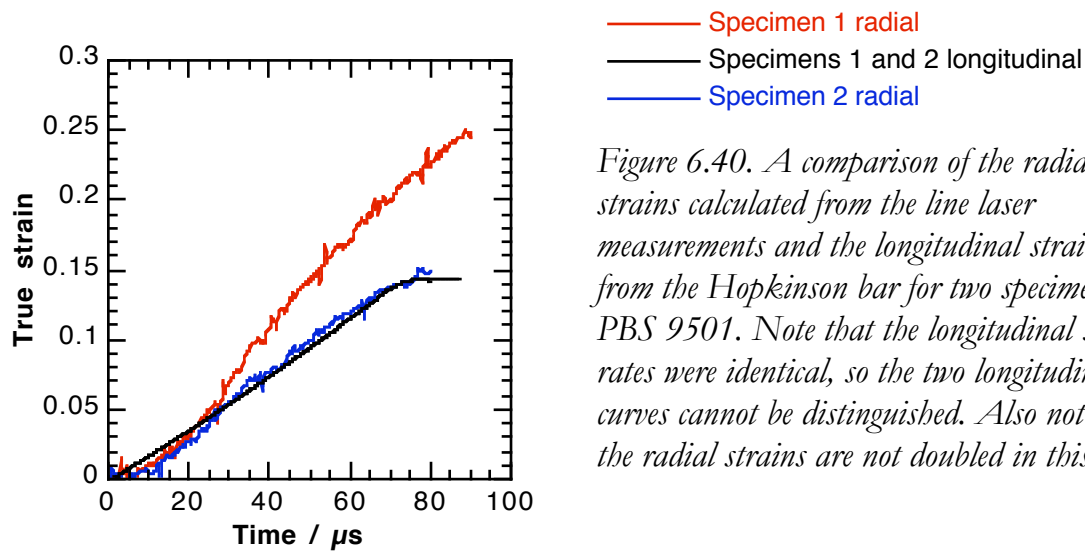 Specimen 1 radial
Specimens 1 and 2 longitudinal
Specimen 2 radial
0.3
0.25
0.2
0.15
0.1
0.05
0
0
20
40
60
80
100
True strain
Time / µs
Figure 6.40. A comparison of the radial
strains calculated from the line laser
measurements and the longitudinal strai
from the Hopkinson bar for two specime
PBS 9501. Note that the longitudinal s
rates were identical, so the two longitudin
curves cannot be distinguished. Also not
the radial strains are not doubled in this